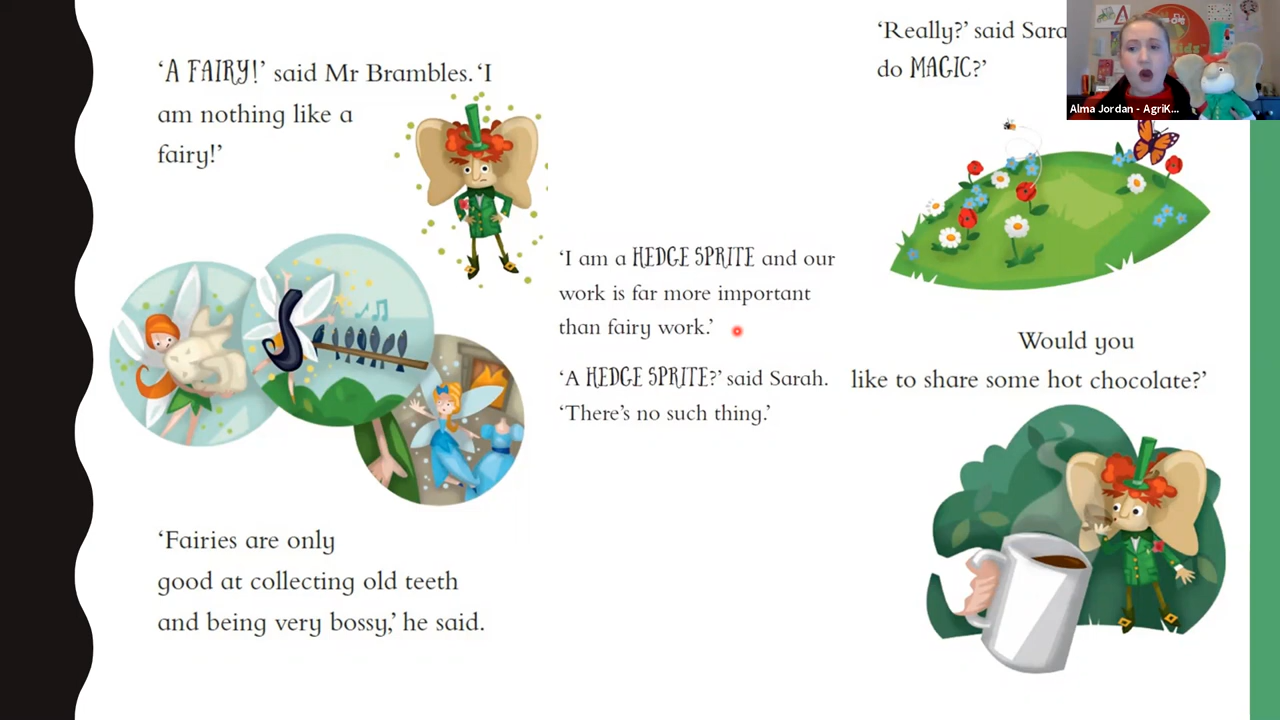 ‘A FAIRY!’ said Mr Brambles. ‘I
am nothing like a
fairy!’
‘Fairies are only
good at collecting old teeth
and being very bossy,’ he said.
‘I am a HEDGE SPRITE and our
work is far more important
than fairy work.’
‘A HEDGE SPRITE?’ said Sarah.
‘There’s no such thing.’
‘Really?’ said Sara
do MAGIC?’
Would you
like to share some hot chocolate?’
Alma Jordan - AgriK...